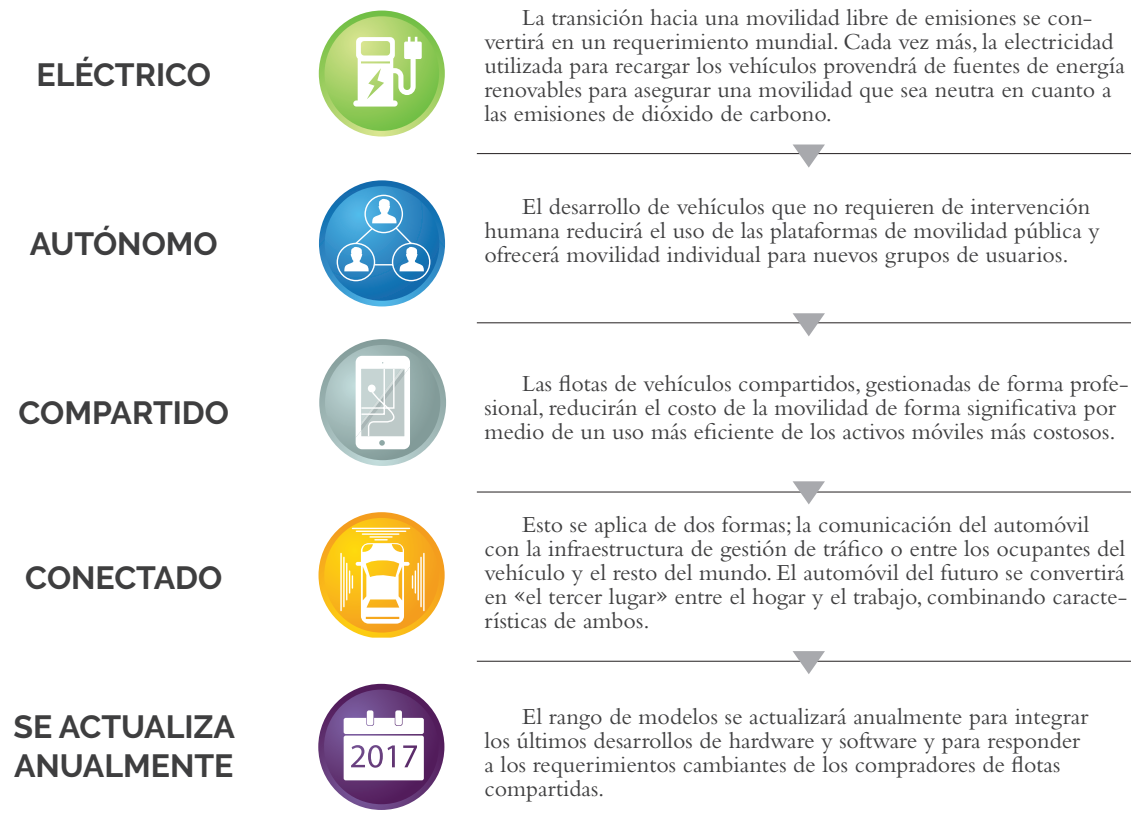 ELÉCTRICO
La transición hacia una movilidad libre de emisiones se con-
vertirá en un requerimiento mundial. Cada vez más, la electricidad
utilizada para recargar los vehículos provendrá de fuentes de energía
renovables para asegurar una movilidad que sea neutra en cuanto a
las emisiones de dióxido de carbono.
AUTÓNOMO
El desarrollo de vehículos que no requieren de intervención
humana reducirá el uso de las plataformas de movilidad pública y
ofrecerá movilidad individual para nuevos grupos de usuarios.
COMPARTIDO
Las flotas de vehículos compartidos, gestionadas de forma profe-
sional, reducirán el costo de la movilidad de forma significativa por
medio de un uso más eficiente de los activos móviles más costosos.
CONECTADO
Esto se aplica de dos formas; la comunicación del automóvil
con la infraestructura de gestión de tráfico o entre los ocupantes del
vehículo y el resto del mundo. El automóvil del futuro se convertirá
en «el tercer lugar» entre el hogar y el trabajo, combinando caracte-
rísticas de ambos.
SE ACTUALIZA
ANUALMENTE
2017
El rango de modelos se actualizará anualmente para integrar
los últimos desarrollos de hardware y software y para responder
a los requerimientos cambiantes de los compradores de flotas
compartidas.